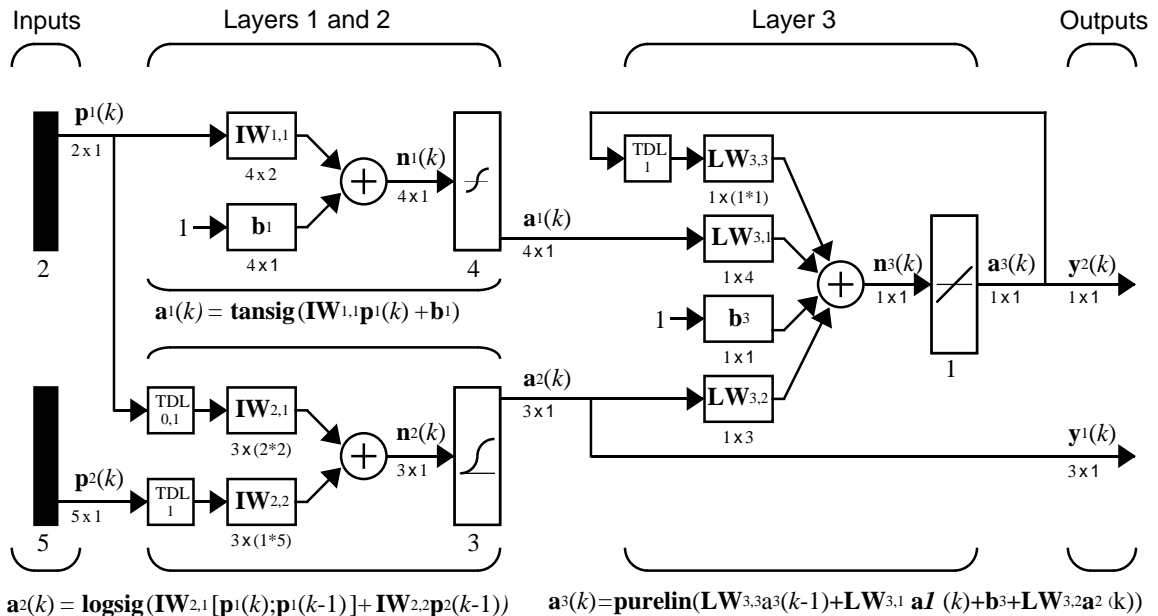 Inputs
Layers 1 and 2
Layer 3
Outputs
p1(k)
2 x 1
IW1,1
4 x 2
n1(k)
4 x 1
1
b1
4 x 1
2
4
a1(k) = tansig (IW1,1p1(k) +b1)
a1(k)
4 x 1
TDL
0,1
IW2,1
3 x (2*2)
n2(k)
3 x 1
p2(k)
5 x 1
TDL
1
IW2,2
3 x (1*5)
5
3
a2(k)
3 x 1
TDL
1
LW3,3
1 x (1*1)
LW3,1
1 x 4
1
b3
1 x 1
LW3,2
1 x 3
n3(k)
1 x 1
1
a3(k)
1 x 1
y2(k)
1 x 1
y1(k)
3 x 1
a2(k) = logsig (IW2,1 [p1(k);p1(k-1) ]+ IW2,2p2(k-1))
a3(k)=purelin(LW3,3a3(k-1)+LW3,1 a1 (k)+b3+LW3,2a2 (k))